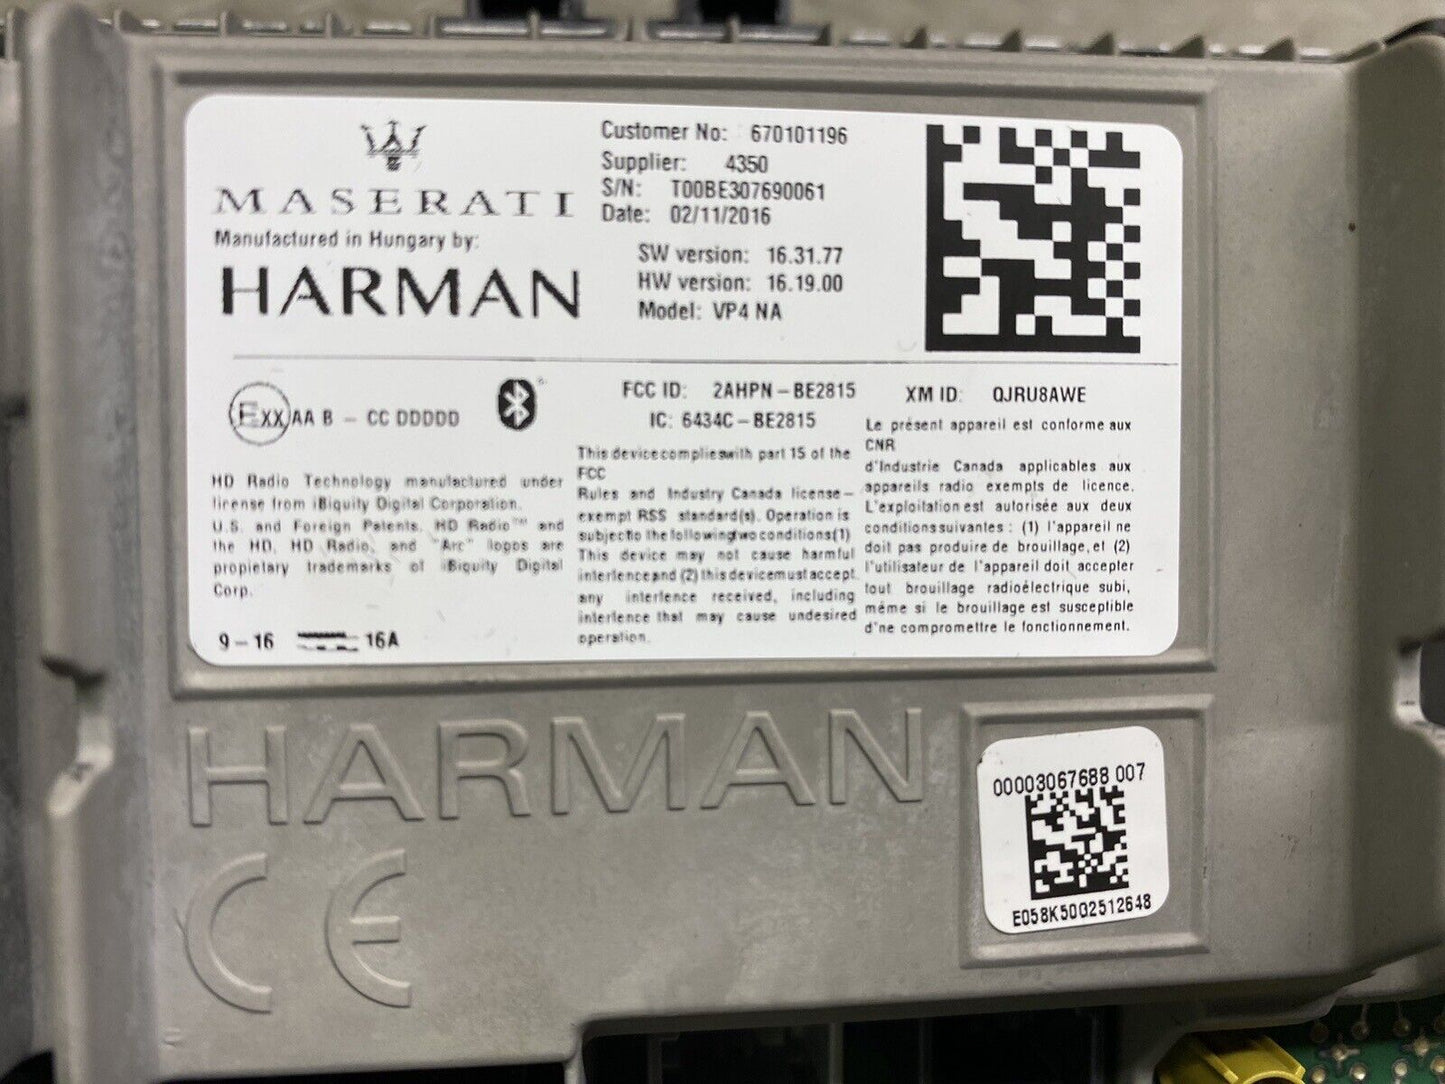 MASERATI
Manufactured in Hungary by:
HARMAN
Customer No: 670101196
Supplier: 4350
S/N: T00BE307690061
Date: 02/11/2016
SW version: 16.31.77
HW version: 16.19.00
Model: VP4 NA
EXX AA B - CC DDDDD
FCC ID: 2AHPN-BE2815
IC: 6434C-BE2815
XM ID: QJRU8AWE
HD Radio Technology manufactured under
license from iBiquity Digital Corporation.
U.S. and Foreign Patents. HD Radio™ and
the HD, HD Radio, and "Arc" logos are
propietary trademarks of iBiquity Digital
Corp.
9-16
16A
This device complies with part 15 of the
FCC
Rules and Industry Canada license-
exempt RSS standard(s). Operation is
subject to the following two conditions (1)
This device may not cause harmful
interference and (2) this device must accept
any interference received, including
interference that may cause undesired
operation.
Le présent appareil est conforme aux
CNR
d'Industrie Canada applicables aux
appareils radio exempts de licence.
L'exploitation est autorisée aux deux
conditions suivantes : (1) l'appareil ne
doit pas produire de brouillage, et (2)
l'utilisateur de l'appareil doit accepter
tout brouillage radioélectrique subi,
même si le brouillage est susceptible
d'ne compromettre le fonctionnement.
HARMAN
CE
00003067688 007
E058K50G2512648